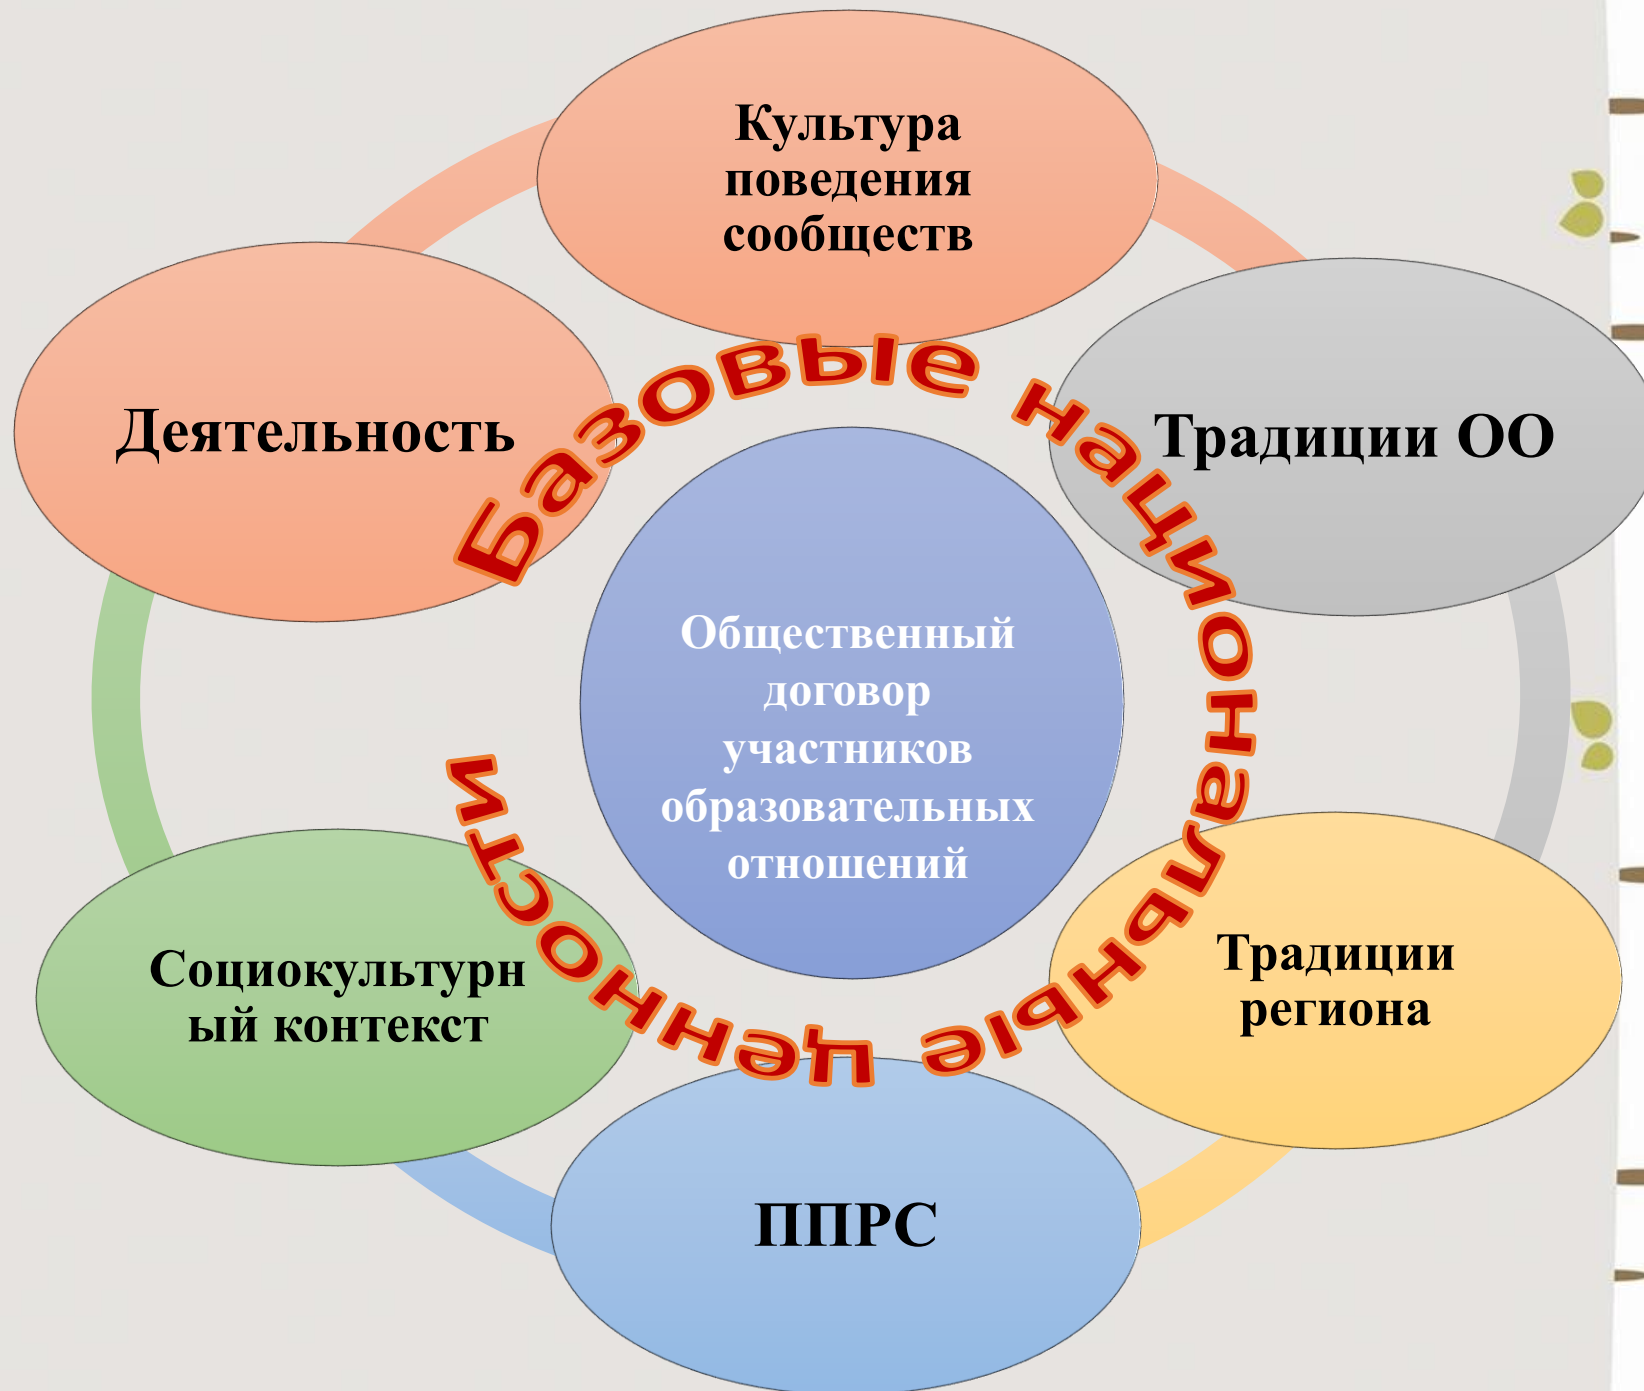 Культура
поведения
сообществ
Деятельность
Традиции ОО
Базовые национальные ценности
Общественный
договор
участников
образовательных
отношений
Социокультурн
ый контекст
Традиции
региона
ППРС